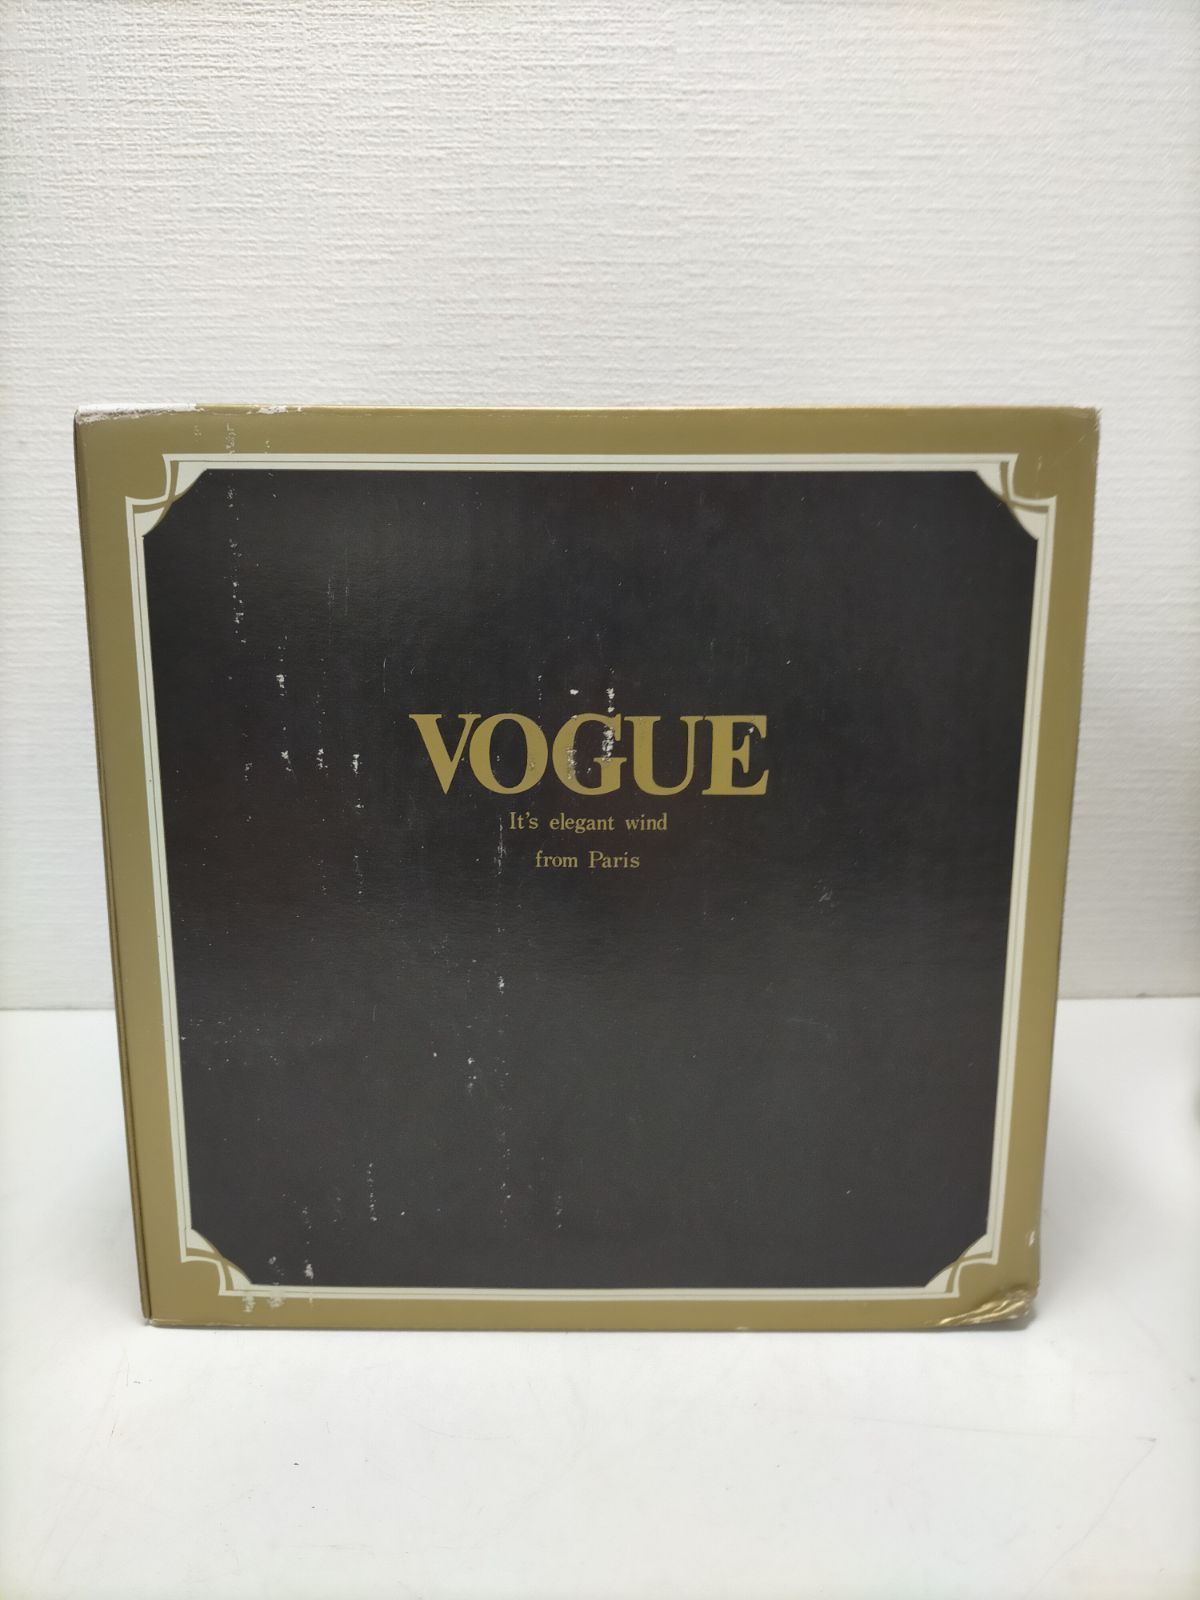 VOGUE
It's elegant wind
from Paris